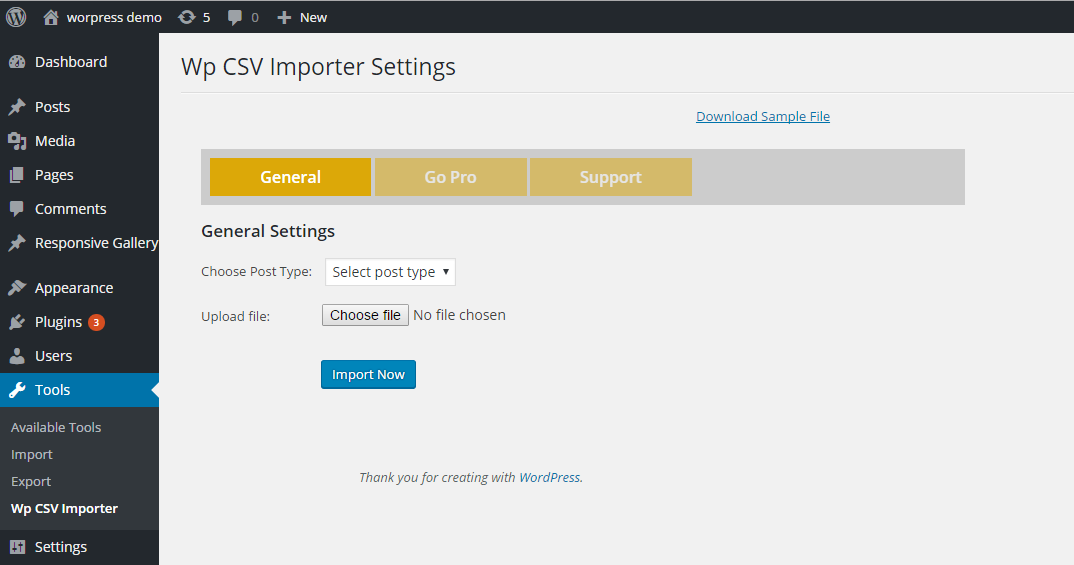 worpress demo 5 0 New
Dashboard
Posts
Media
Pages
Comments
Responsive Gallery
Appearance
Plugins 3
Users
Tools
Available Tools
Import
Export
Wp CSV Importer
Settings
Wp CSV Importer Settings
Download Sample File
General Go Pro Support
General Settings
Choose Post Type: Select post type
Upload file: Choose file No file chosen
Import Now
Thank you for creating with WordPress.